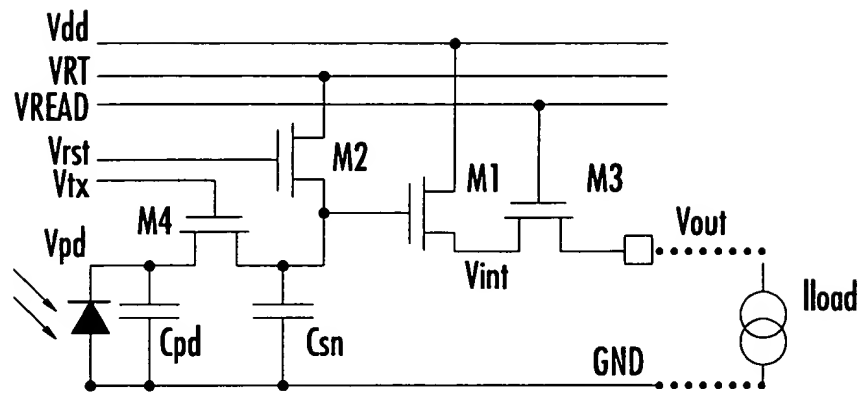 Vdd
VRT
VREAD
Vrst
Vtx
M2
M1
M3
M4
Vpd
Vout
Vint
Cpd
Csn
Iload
GND